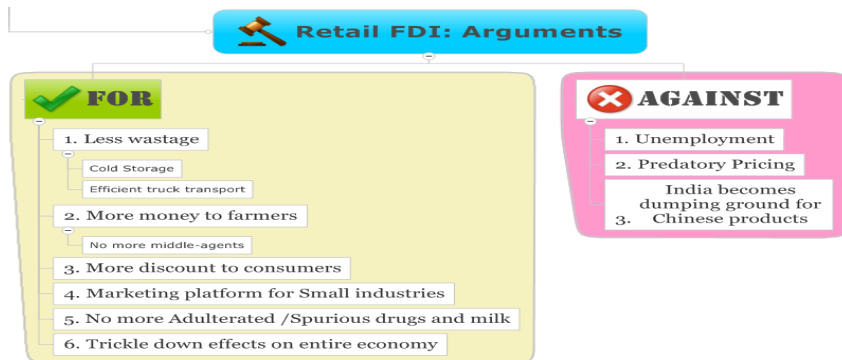 Retail FDI: Arguments
FOR
1. Less wastage
Cold Storage
Efficient truck transport
2. More money to farmers
No more middle-agents
3. More discount to consumers
4. Marketing platform for Small industries
5. No more Adulterated /Spurious drugs and milk
6. Trickle down effects on entire economy
AGAINST
1. Unemployment
2. Predatory Pricing
India becomes
dumping ground for
3. Chinese products